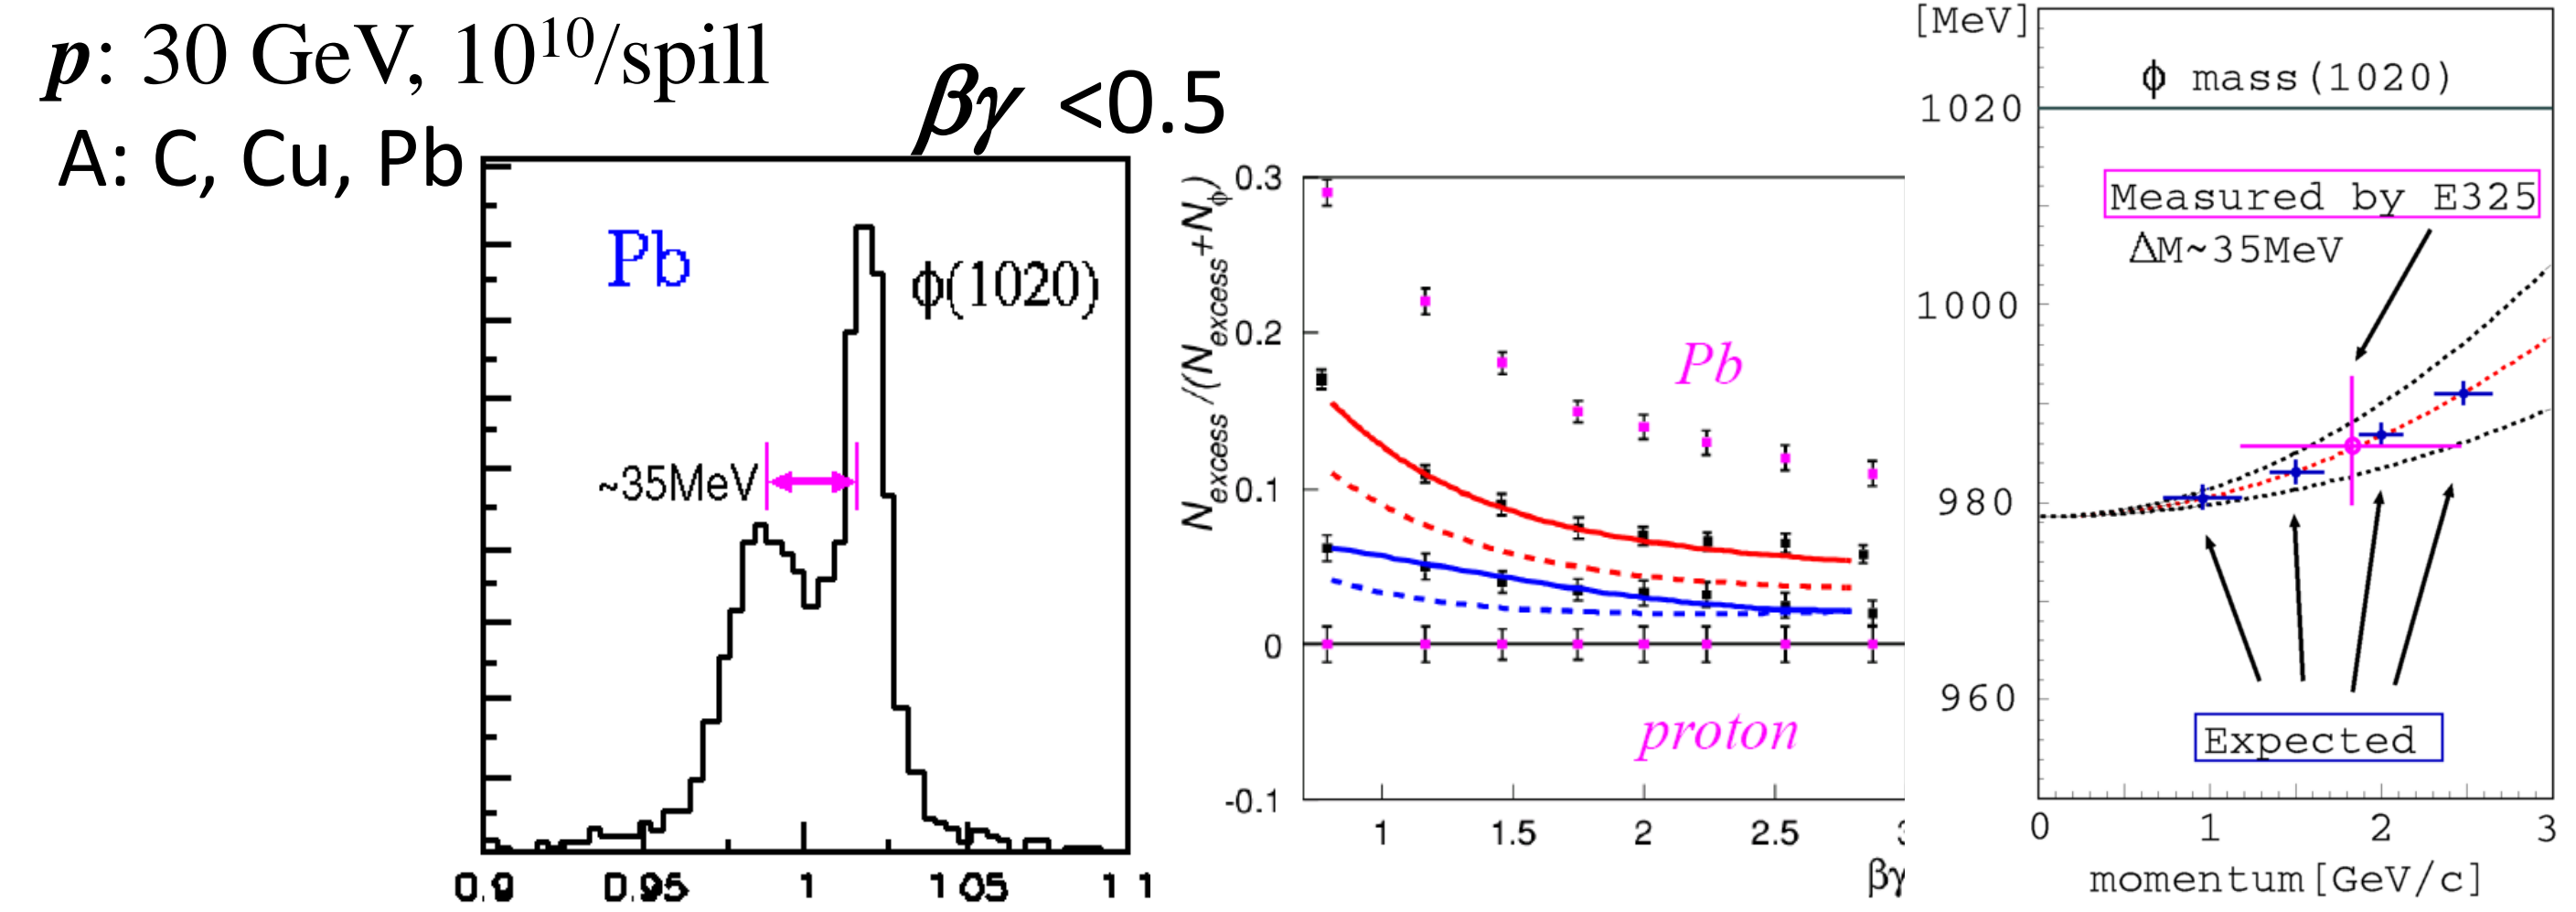 p: 30 GeV, 10¹⁰/spill
A: C, Cu, Pb
βγ <0.5
Pb
ϕ(1020)
~35MeV
0.9 0.95 1 1 05 1 1
N_excess /(N_excess+N_ϕ)
0.3
0.2
0.1
0
-0.1
Pb
proton
1 1.5 2 2.5
βγ
[MeV]
ϕ mass(1020)
1020
Measured by E325
ΔM~35MeV
1000
980
960
Expected
0 1 2 3
momentum[GeV/c]